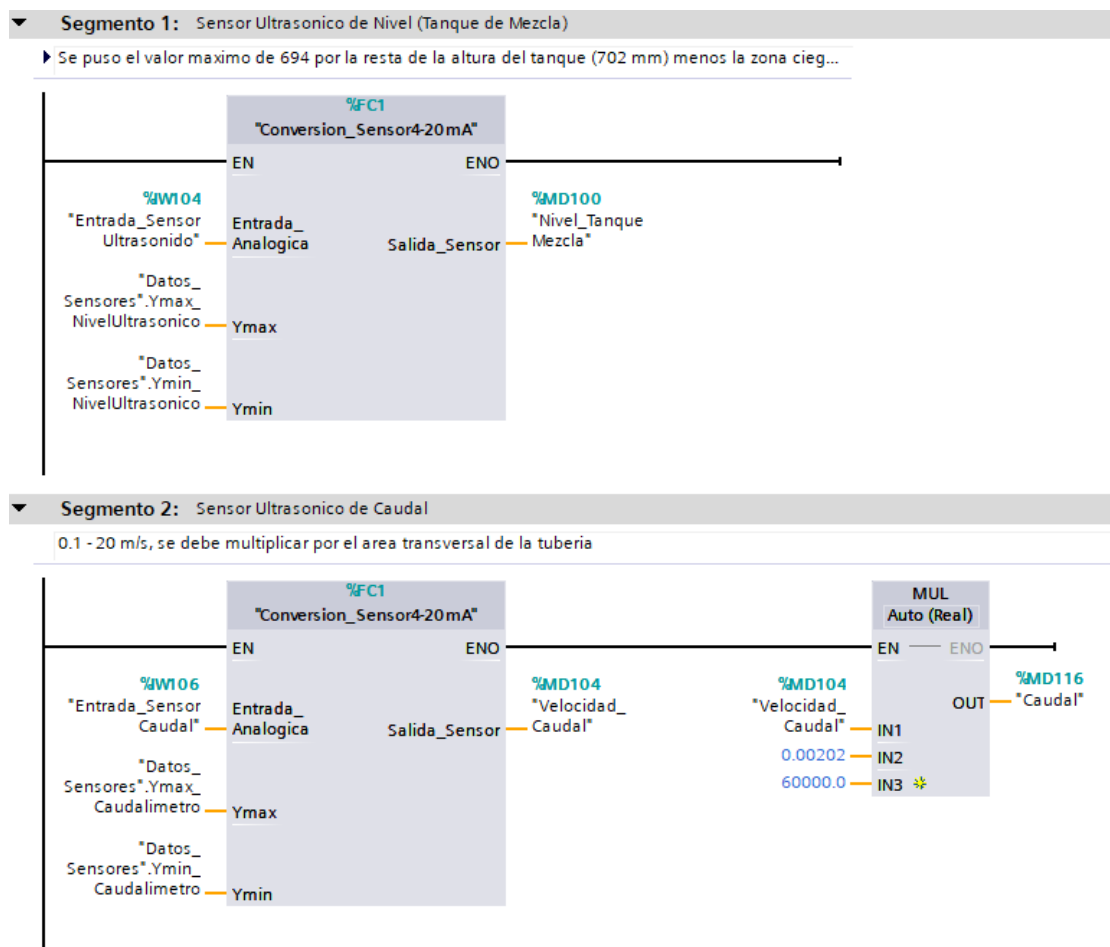 Segmento 1: Sensor Ultrasonico de Nivel (Tanque de Mezcla)
Se puso el valor maximo de 694 por la resta de la altura del tanque (702 mm) menos la zona cieg...
%FC1
"Conversion_Sensor4-20mA"
EN ENO
%IW104
"Entrada_Sensor
Ultrasonido"
Entrada_
Analogica
Salida_Sensor
%MD100
"Nivel_Tanque
Mezcla"
"Datos_
Sensores".Ymax_
NivelUltrasonico
Ymax
"Datos_
Sensores".Ymin_
NivelUltrasonico
Ymin
Segmento 2: Sensor Ultrasonico de Caudal
0.1 - 20 m/s, se debe multiplicar por el area transversal de la tuberia
%FC1
"Conversion_Sensor4-20mA"
EN ENO
%IW106
"Entrada_Sensor
Caudal"
Entrada_
Analogica
Salida_Sensor
%MD104
"Velocidad_
Caudal"
"Datos_
Sensores".Ymax_
Caudalimetro
Ymax
"Datos_
Sensores".Ymin_
Caudalimetro
Ymin
MUL
Auto (Real)
EN ENO
%MD104
"Velocidad_
Caudal"
IN1
0.00202 IN2
60000.0 IN3
OUT
%MD116
"Caudal"